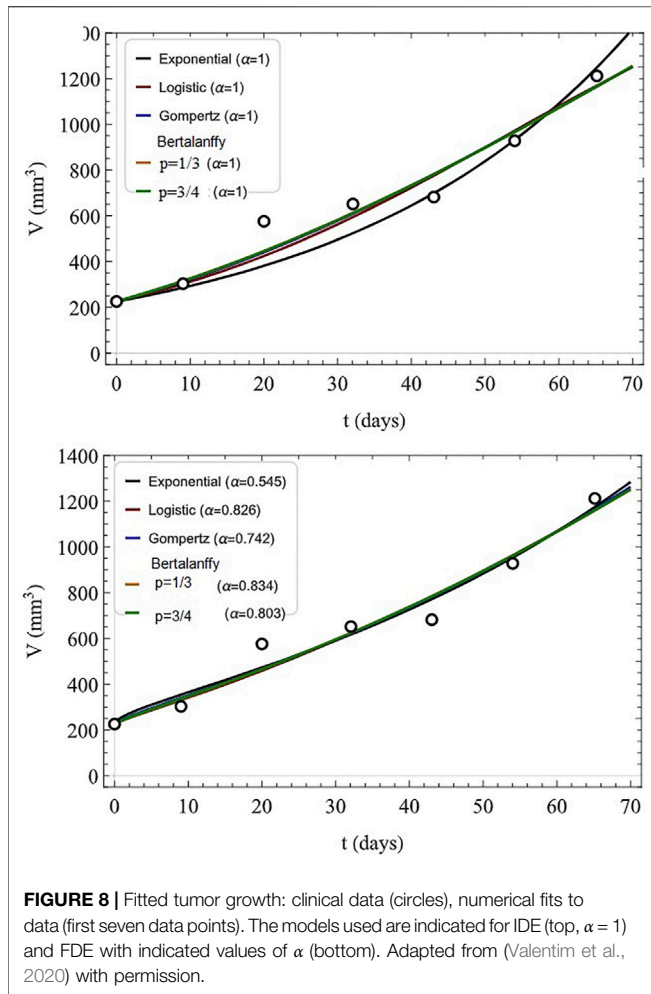 00
1200
1000
800
600
400
200
0
V (mm³)
Exponential (α=1)
Logistic (α=1)
Gompertz (α=1)
Bertalanffy
p=1/3 (α=1)
p=3/4 (α=1)
0 10 20 30 40 50 60 70
t (days)
1400
1200
1000
800
600
400
200
0
V (mm³)
Exponential (α=0.545)
Logistic (α=0.826)
Gompertz (α=0.742)
Bertalanffy
p=1/3 (α=0.834)
p=3/4 (α=0.803)
0 10 20 30 40 50 60 70
t (days)
FIGURE 8 | Fitted tumor growth: clinical data (circles), numerical fits to
data (first seven data points). The models used are indicated for IDE (top, α = 1)
and FDE with indicated values of α (bottom). Adapted from (Valentim et al.,
2020) with permission.